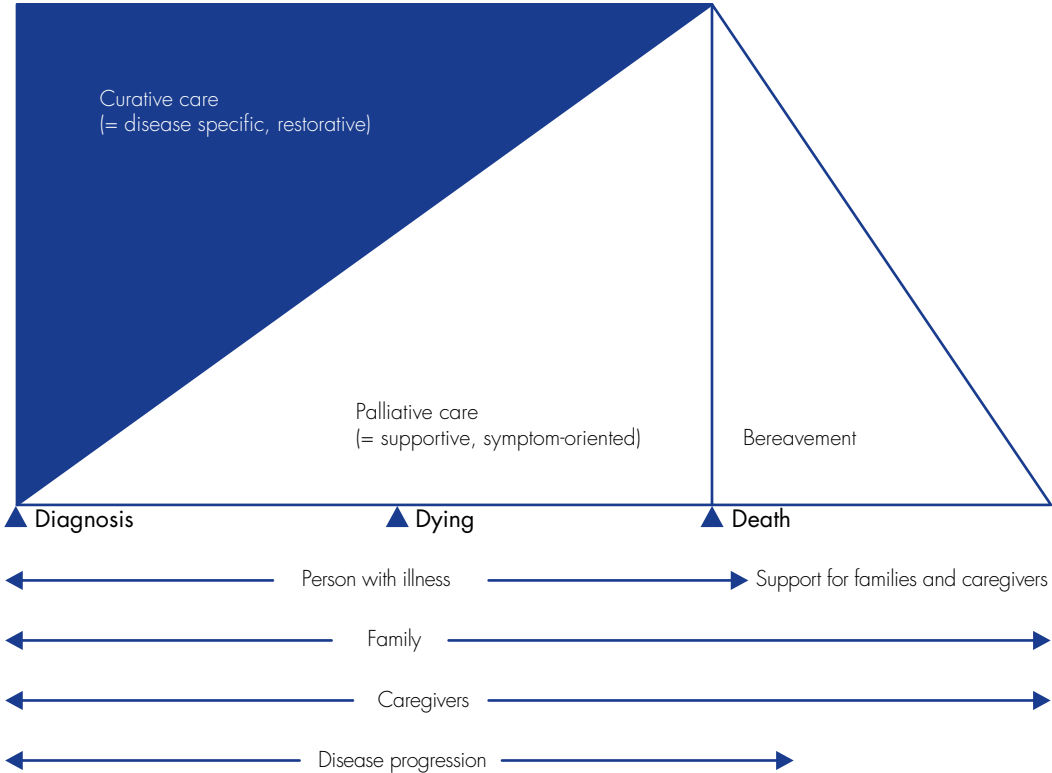 Curative care
(= disease specific, restorative)
Palliative care
(= supportive, symptom-oriented)
Bereavement
Diagnosis
Dying
Death
Person with illness
Support for families and caregivers
Family
Caregivers
Disease progression